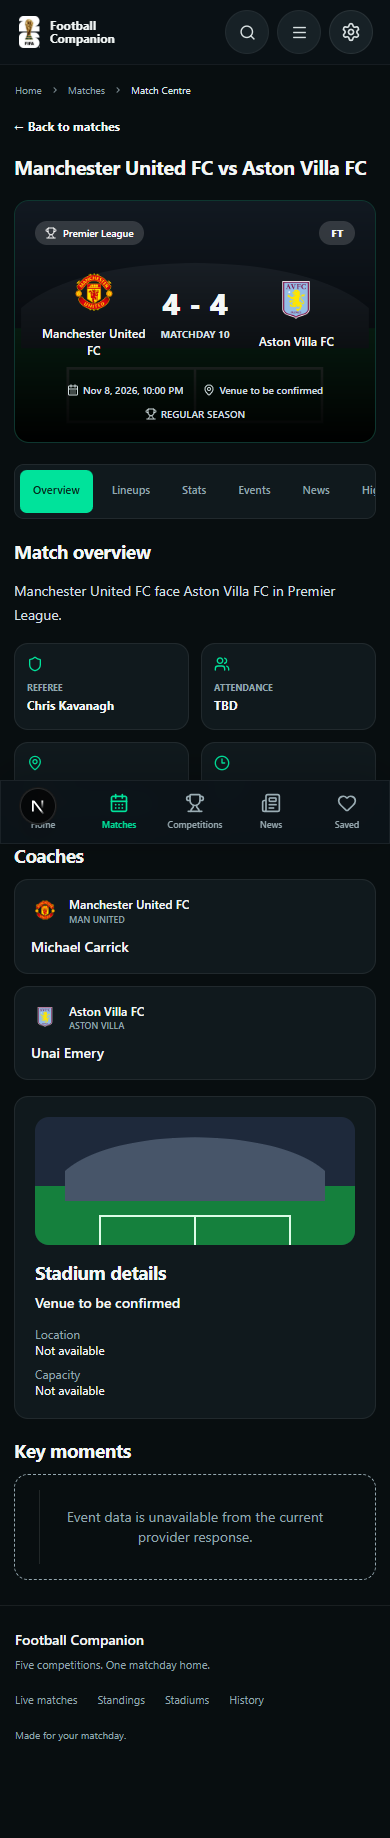 Football
Companion
FIFA
Home > Matches > Match Centre
← Back to matches
Manchester United FC vs Aston Villa FC
Premier League
FT
4 - 4
MATCHDAY 10
Manchester United
FC
AVFC
Aston Villa FC
Nov 8, 2026, 10:00 PM
Venue to be confirmed
REGULAR SEASON
Overview
Lineups
Stats
Events
News
Hig
Match overview
Manchester United FC face Aston Villa FC in Premier
League.
REFEREE
Chris Kavanagh
ATTENDANCE
TBD
N
Home
Matches
Competitions
News
Saved
Coaches
Manchester United FC
MAN UNITED
Michael Carrick
Aston Villa FC
ASTON VILLA
Unai Emery
Stadium details
Venue to be confirmed
Location
Not available
Capacity
Not available
Key moments
Event data is unavailable from the current
provider response.
Football Companion
Five competitions. One matchday home.
Live matches
Standings
Stadiums
History
Made for your matchday.